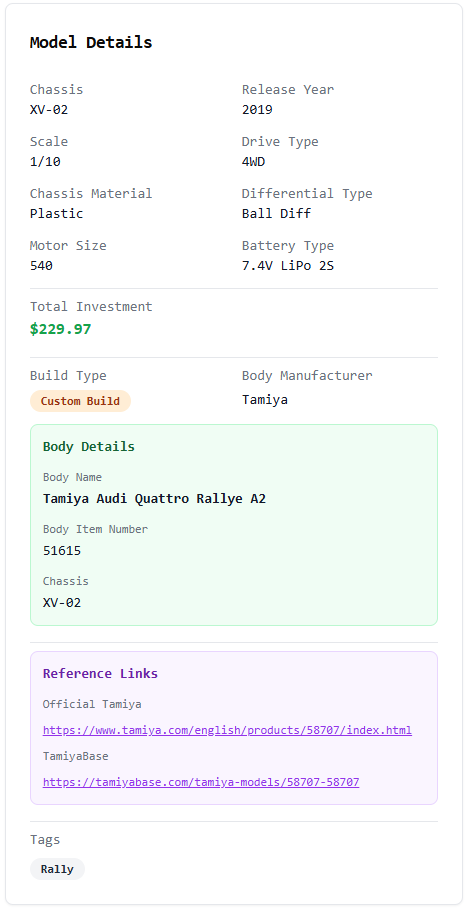 Model Details
Chassis Release Year
XV-02 2019
Scale Drive Type
1/10 4WD
Chassis Material Differential Type
Plastic Ball Diff
Motor Size Battery Type
540 7.4V LiPo 2S
Total Investment
$229.97
Build Type Body Manufacturer
Custom Build Tamiya
Body Details
Body Name
Tamiya Audi Quattro Rallye A2
Body Item Number
51615
Chassis
XV-02
Reference Links
Official Tamiya
https://www.tamiya.com/english/products/58707/index.html
TamiyaBase
https://tamiyabase.com/tamiya-models/58707-58707
Tags
Rally